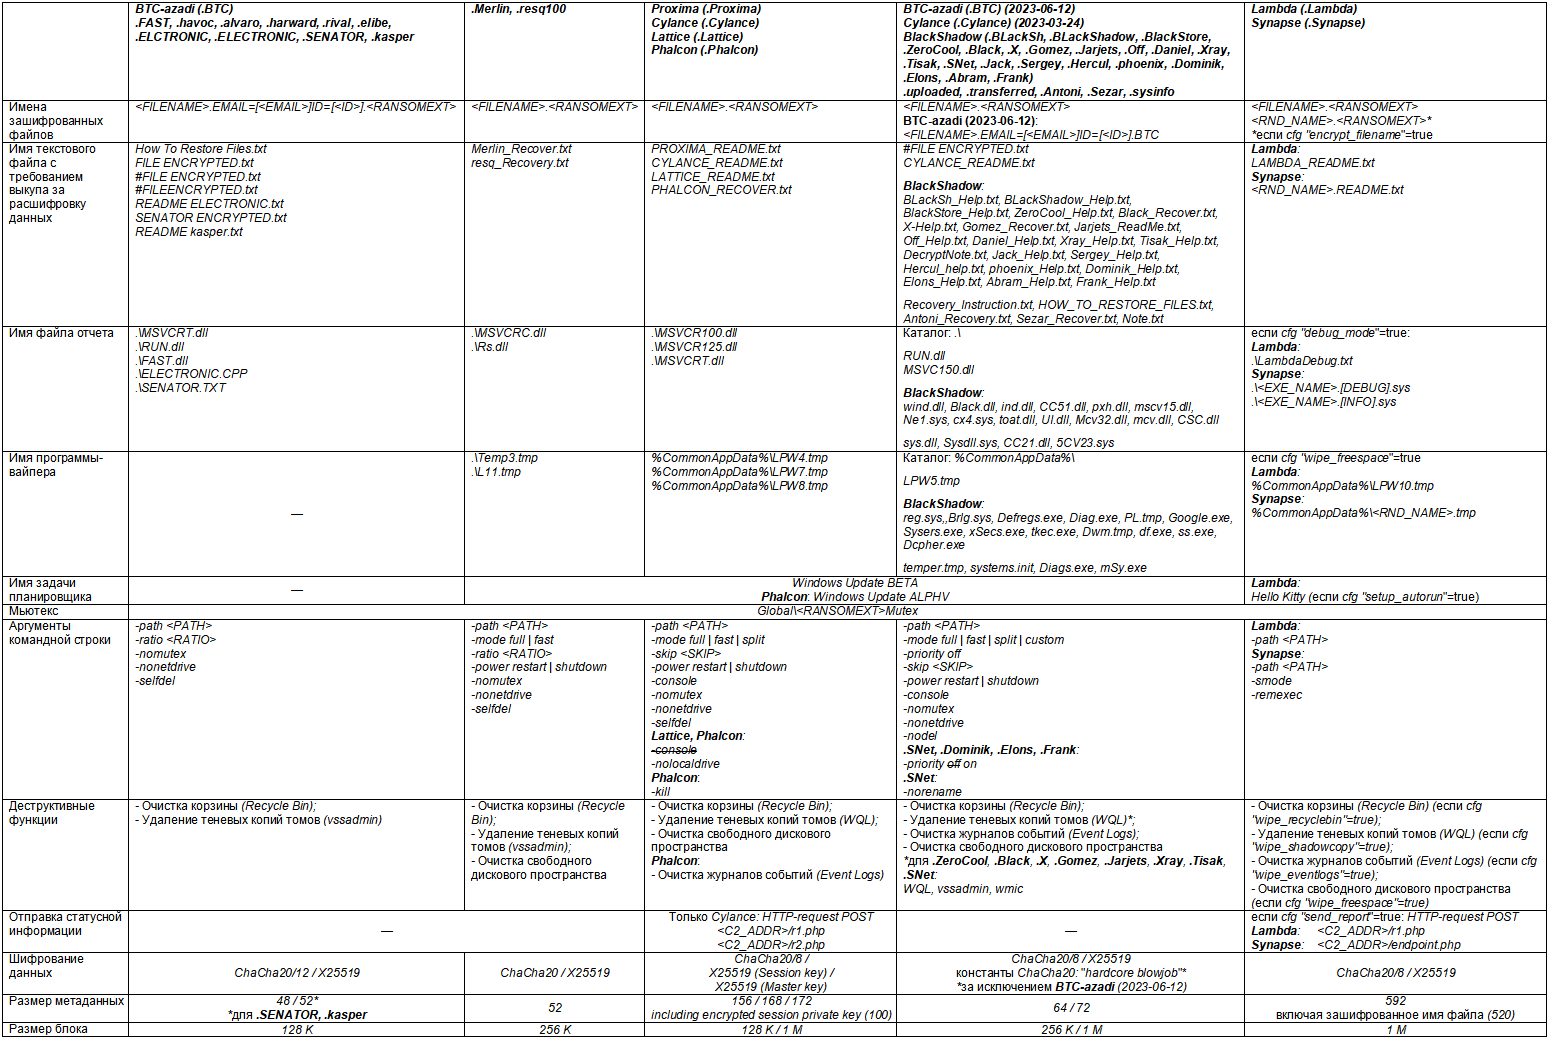 BTC-azadi (.BTC)
.FAST, .havoc, .alvaro, .harward, .rival, .elibe,
.ELCTRONIC, .ELECTRONIC, .SENATOR, .kasper
.Merlin, .resq100
Proxima (.Proxima)
Cylance (.Cylance)
Lattice (.Lattice)
Phalcon (.Phalcon)
BTC-azadi (.BTC) (2023-06-12)
Cylance (.Cylance) (2023-03-24)
BlackShadow (.BLackSh, .BLackShadow, .BlackStore,
.ZeroCool, .Black, .X, .Gomez, .Jarjets, .Off, .Daniel, .Xray,
.Tisak, .SNet, .Jack, .Sergey, .Hercul, .phoenix, .Dominik,
.Elons, .Abram, .Frank)
.uploaded, .transferred, .Antoni, .Sezar, .sysinfo
Lambda (.Lambda)
Synapse (.Synapse)
Имена
зашифрованных
файлов
<FILENAME>.EMAIL=[<EMAIL>]ID=[<ID>].<RANSOMEXT>
<FILENAME>.<RANSOMEXT>
<FILENAME>.<RANSOMEXT>
<FILENAME>.<RANSOMEXT>
BTC-azadi (2023-06-12):
<FILENAME>.EMAIL=[<EMAIL>]ID=[<ID>].BTC
<FILENAME>.<RANSOMEXT>
<RND_NAME>.<RANSOMEXT>*
*если cfg "encrypt_filename"=true
Имя текстового
файла с
требованием
выкупа за
расшифровку
данных
How To Restore Files.txt
FILE ENCRYPTED.txt
#FILE ENCRYPTED.txt
#FILEENCRYPTED.txt
README ELECTRONIC.txt
SENATOR ENCRYPTED.txt
README kasper.txt
Merlin_Recover.txt
resq_Recovery.txt
PROXIMA_README.txt
CYLANCE_README.txt
LATTICE_README.txt
PHALCON_RECOVER.txt
#FILE ENCRYPTED.txt
CYLANCE_README.txt
BlackShadow:
BLackSh_Help.txt, BLackShadow_Help.txt,
BlackStore_Help.txt, ZeroCool_Help.txt, Black_Recover.txt,
X-Help.txt, Gomez_Recover.txt, Jarjets_ReadMe.txt,
Off_Help.txt, Daniel_Help.txt, Xray_Help.txt, Tisak_Help.txt,
DecryptNote.txt, Jack_Help.txt, Sergey_Help.txt,
Hercul_help.txt, phoenix_Help.txt, Dominik_Help.txt,
Elons_Help.txt, Abram_Help.txt, Frank_Help.txt
Recovery_Instruction.txt, HOW_TO_RESTORE_FILES.txt,
Antoni_Recovery.txt, Sezar_Recover.txt, Note.txt
Lambda:
LAMBDA_README.txt
Synapse:
<RND_NAME>.README.txt
Имя файла отчета
.\MSVCRT.dll
.\RUN.dll
.\FAST.dll
.\ELECTRONIC.CPP
.\SENATOR.TXT
.\MSVCRC.dll
.\Rs.dll
.\MSVCR100.dll
.\MSVCR125.dll
.\MSVCRT.dll
Каталог: .\
RUN.dll
MSVC150.dll
BlackShadow:
wind.dll, Black.dll, ind.dll, CC51.dll, pxh.dll, mscv15.dll,
Ne1.sys, cx4.sys, toat.dll, UI.dll, Mcv32.dll, mcv.dll, CSC.dll
sys.dll, Sysdll.sys, CC21.dll, 5CV23.sys
если cfg "debug_mode"=true:
Lambda:
.\LambdaDebug.txt
Synapse:
.\<EXE_NAME>.[DEBUG].sys
.\<EXE_NAME>.[INFO].sys
Имя программы-
вайпера
—
.\Temp3.tmp
.\L11.tmp
%CommonAppData%\LPW4.tmp
%CommonAppData%\LPW7.tmp
%CommonAppData%\LPW8.tmp
Каталог: %CommonAppData%\
LPW5.tmp
BlackShadow:
reg.sys,,Brlg.sys, Defregs.exe, Diag.exe, PL.tmp, Google.exe,
Sysers.exe, xSecs.exe, tkec.exe, Dwm.tmp, df.exe, ss.exe,
Dcpher.exe
temper.tmp, systems.init, Diags.exe, mSy.exe
если cfg "wipe_freespace"=true
Lambda:
%CommonAppData%\LPW10.tmp
Synapse:
%CommonAppData%\<RND_NAME>.tmp
Имя задачи
планировщика
—
Windows Update BETA
Phalcon: Windows Update ALPHV
Lambda:
Hello Kitty (если cfg "setup_autorun"=true)
Мьютекс
Global\<RANSOMEXT>Mutex
Аргументы
командной строки
-path <PATH>
-ratio <RATIO>
-nomutex
-nonetdrive
-selfdel
-path <PATH>
-mode full | fast
-ratio <RATIO>
-power restart | shutdown
-nomutex
-nonetdrive
-selfdel
-path <PATH>
-mode full | fast | split
-skip <SKIP>
-power restart | shutdown
-console
-nomutex
-nonetdrive
-selfdel
Lattice, Phalcon:
-console
-nolocaldrive
Phalcon:
-kill
-path <PATH>
-mode full | fast | split | custom
-priority off
-skip <SKIP>
-power restart | shutdown
-console
-nomutex
-nonetdrive
-nodel
.SNet, .Dominik, .Elons, .Frank:
-priority off on
.SNet:
-norename
Lambda:
-path <PATH>
Synapse:
-path <PATH>
-smode
-remexec
Деструктивные
функции
- Очистка корзины (Recycle Bin);
- Удаление теневых копий томов (vssadmin)
- Очистка корзины (Recycle
Bin);
- Удаление теневых копий
томов (vssadmin);
- Очистка свободного
дискового пространства
- Очистка корзины (Recycle Bin);
- Удаление теневых копий томов (WQL);
- Очистка свободного дискового
пространства
Phalcon:
- Очистка журналов событий (Event Logs)
- Очистка корзины (Recycle Bin);
- Удаление теневых копий томов (WQL)*;
- Очистка журналов событий (Event Logs);
- Очистка свободного дискового пространства
*для .ZeroCool, .Black, .X, .Gomez, .Jarjets, .Xray, .Tisak,
.SNet:
WQL, vssadmin, wmic
- Очистка корзины (Recycle Bin) (если cfg
"wipe_recyclebin"=true);
- Удаление теневых копий томов (WQL) (если cfg
"wipe_shadowcopy"=true);
- Очистка журналов событий (Event Logs) (если cfg
"wipe_eventlogs"=true);
- Очистка свободного дискового пространства
(если cfg "wipe_freespace"=true)
Отправка статусной
информации
—
Только Cylance: HTTP-request POST
<C2_ADDR>/r1.php
<C2_ADDR>/r2.php
—
если cfg "send_report"=true: HTTP-request POST
Lambda: <C2_ADDR>/r1.php
Synapse: <C2_ADDR>/endpoint.php
Шифрование
данных
ChaCha20/12 / X25519
ChaCha20 / X25519
ChaCha20/8 /
X25519 (Session key) /
X25519 (Master key)
ChaCha20/8 / X25519
константы ChaCha20: "hardcore blowjob"*
*за исключением BTC-azadi (2023-06-12)
ChaCha20/8 / X25519
Размер метаданных
48 / 52*
*для .SENATOR, .kasper
52
156 / 168 / 172
including encrypted session private key (100)
64 / 72
592
включая зашифрованное имя файла (520)
Размер блока
128 K
256 K
128 K / 1 M
256 K / 1 M
1 M